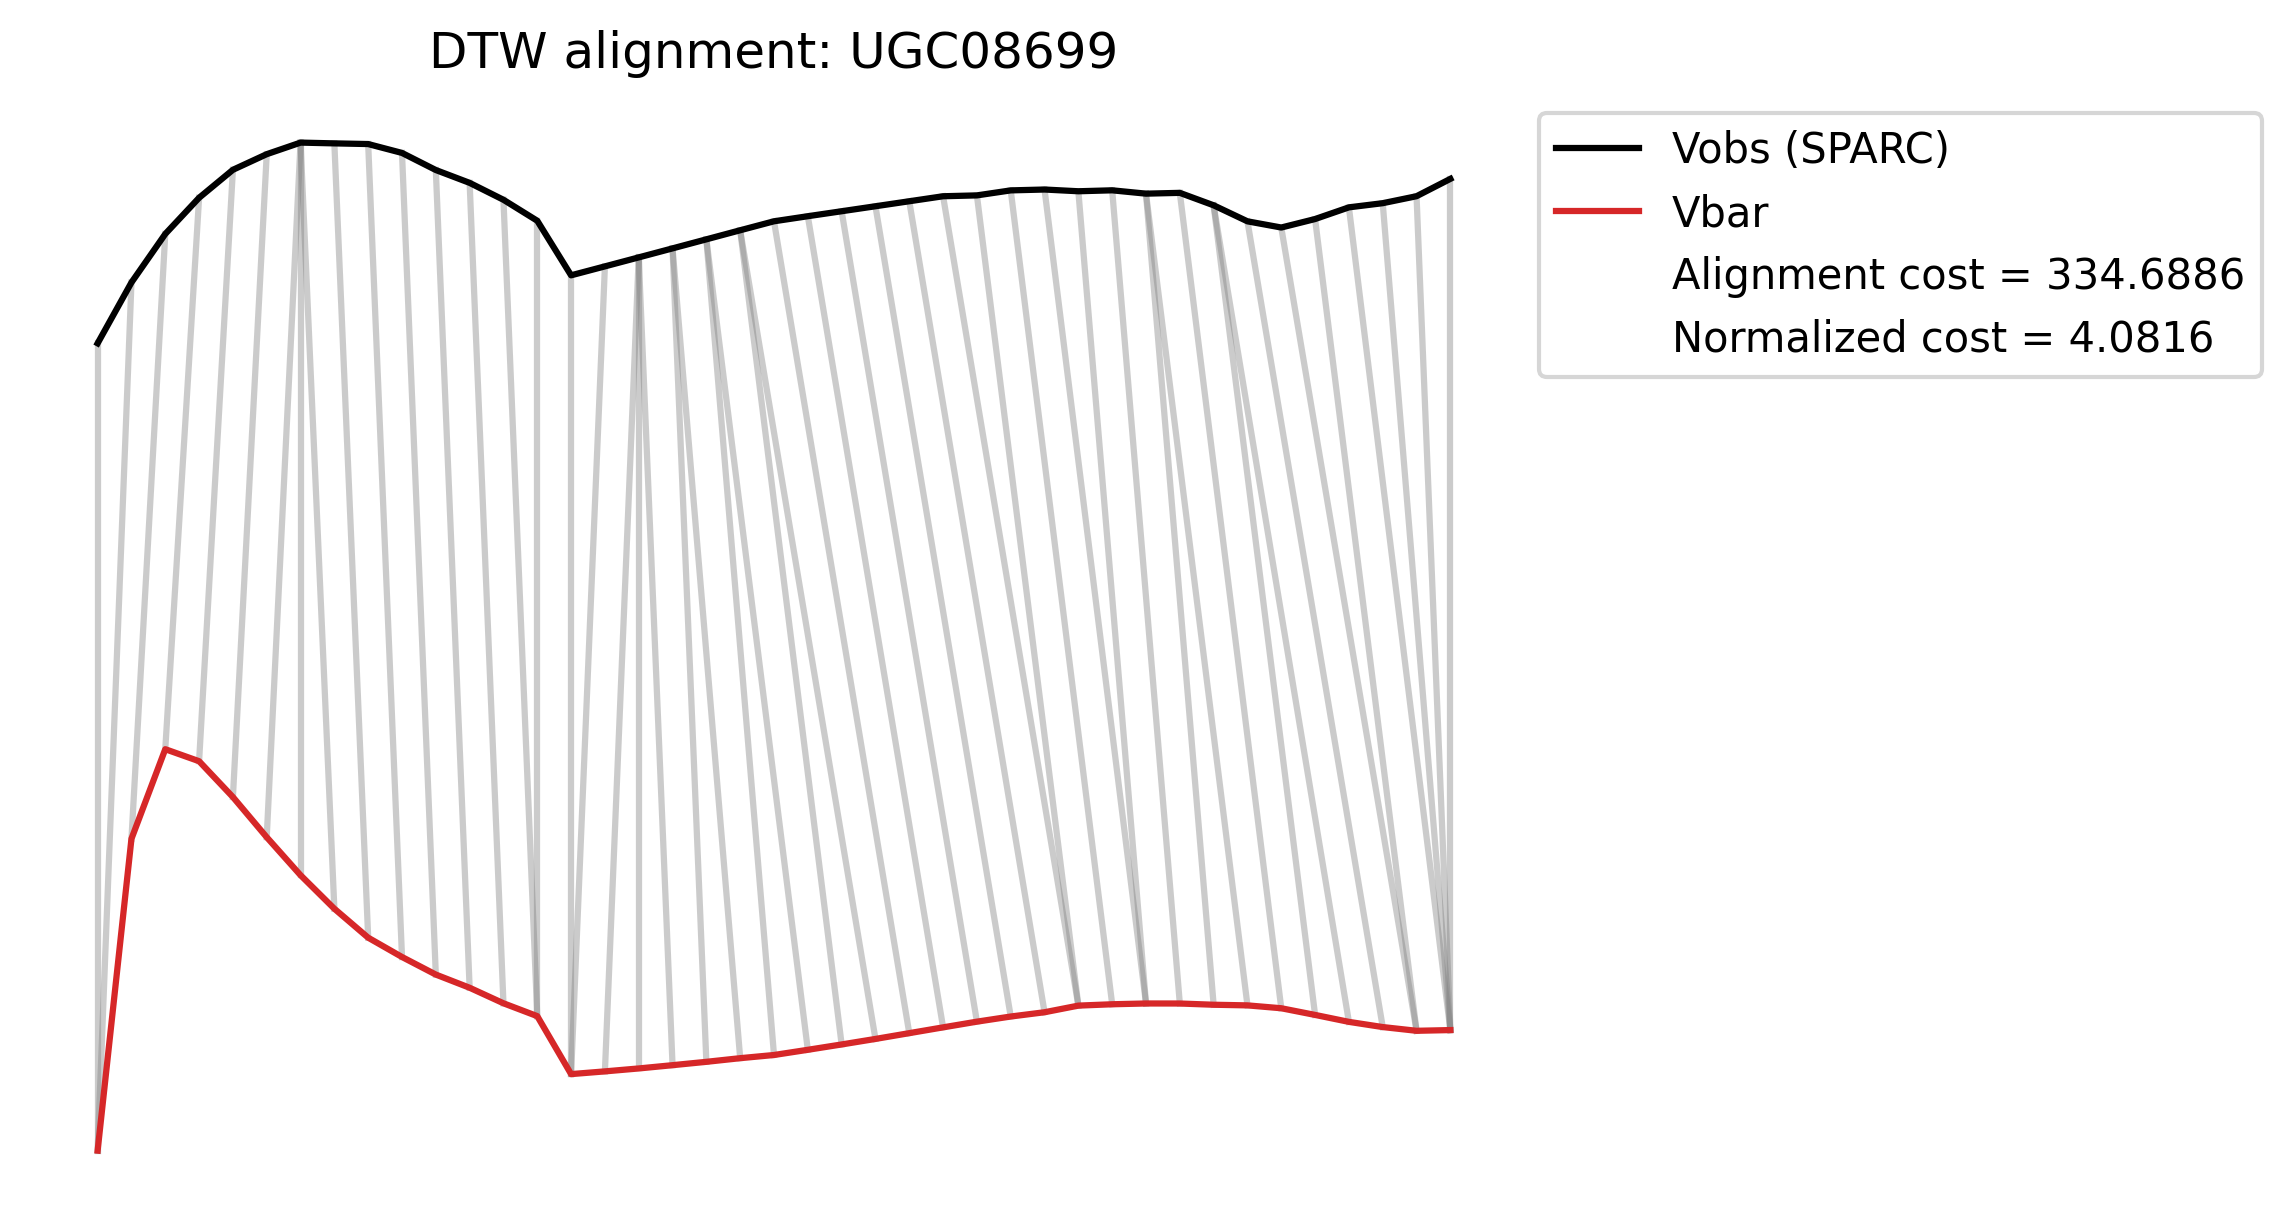 DTW alignment: UGC08699
Vobs (SPARC)
Vbar
Alignment cost = 334.6886
Normalized cost = 4.0816